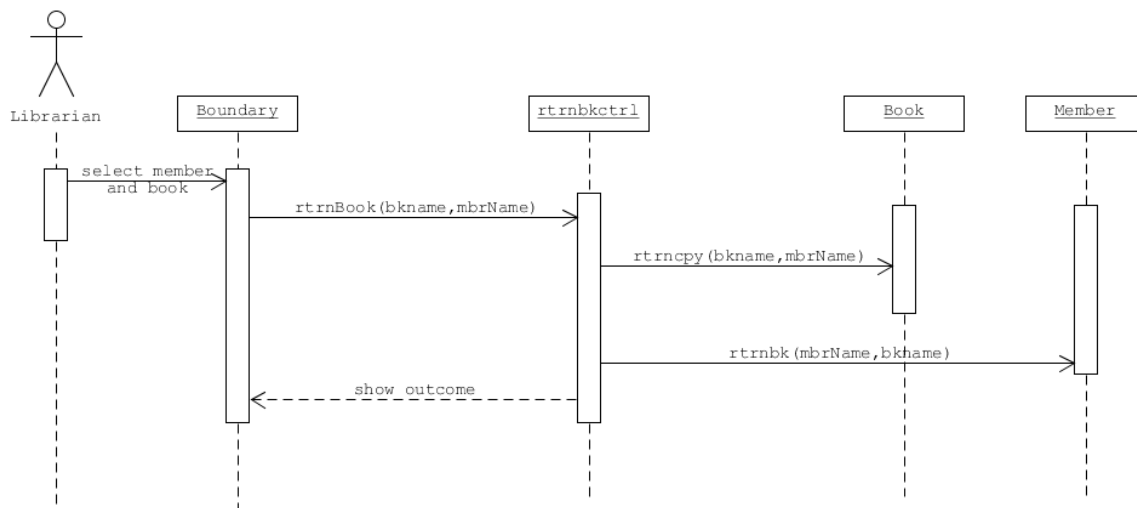 Librarian
Boundary
rtrnbkctrl
Book
Member
select member
and book
rtrnBook(bkname,mbrName)
rtrncpy(bkname,mbrName)
rtrnbk(mbrName,bkname)
show outcome